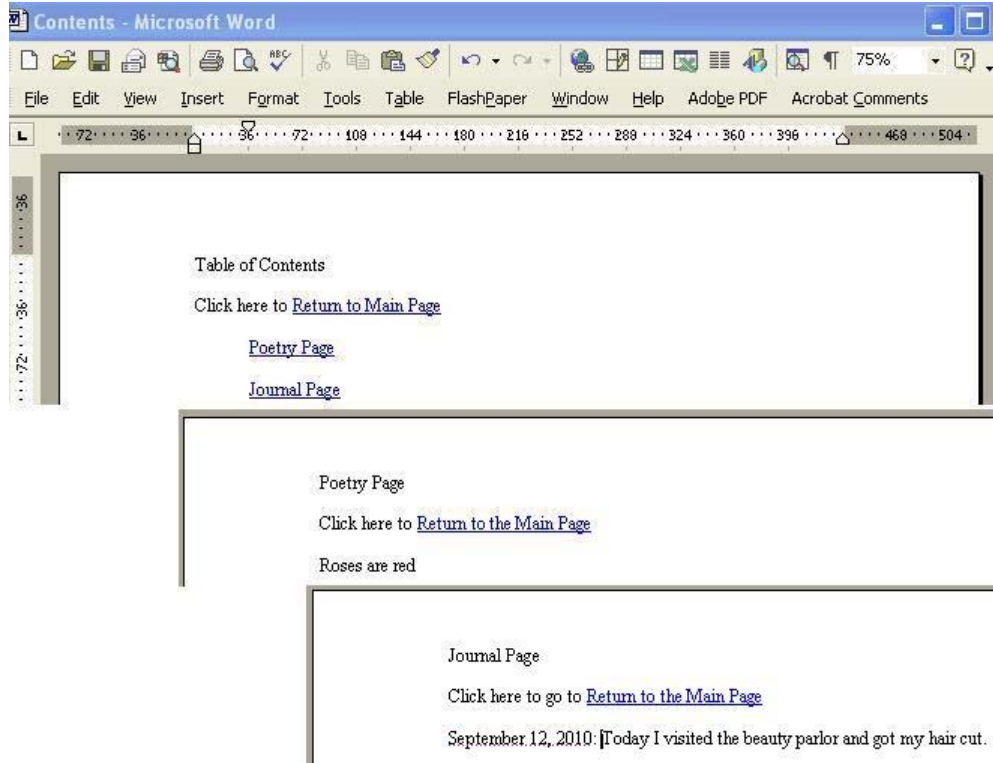 Contents - Microsoft Word
ABC
75%
File Edit View Insert Format Tools Table FlashPaper Window Help Adobe PDF Acrobat Comments
L 72 36 36 72 108 144 180 216 252 288 324 360 396 468 504
36
36
72
Table of Contents
Click here to Return to Main Page
Poetry Page
Journal Page
Poetry Page
Click here to Return to the Main Page
Roses are red
Journal Page
Click here to go to Return to the Main Page
September 12, 2010: Today I visited the beauty parlor and got my hair cut.